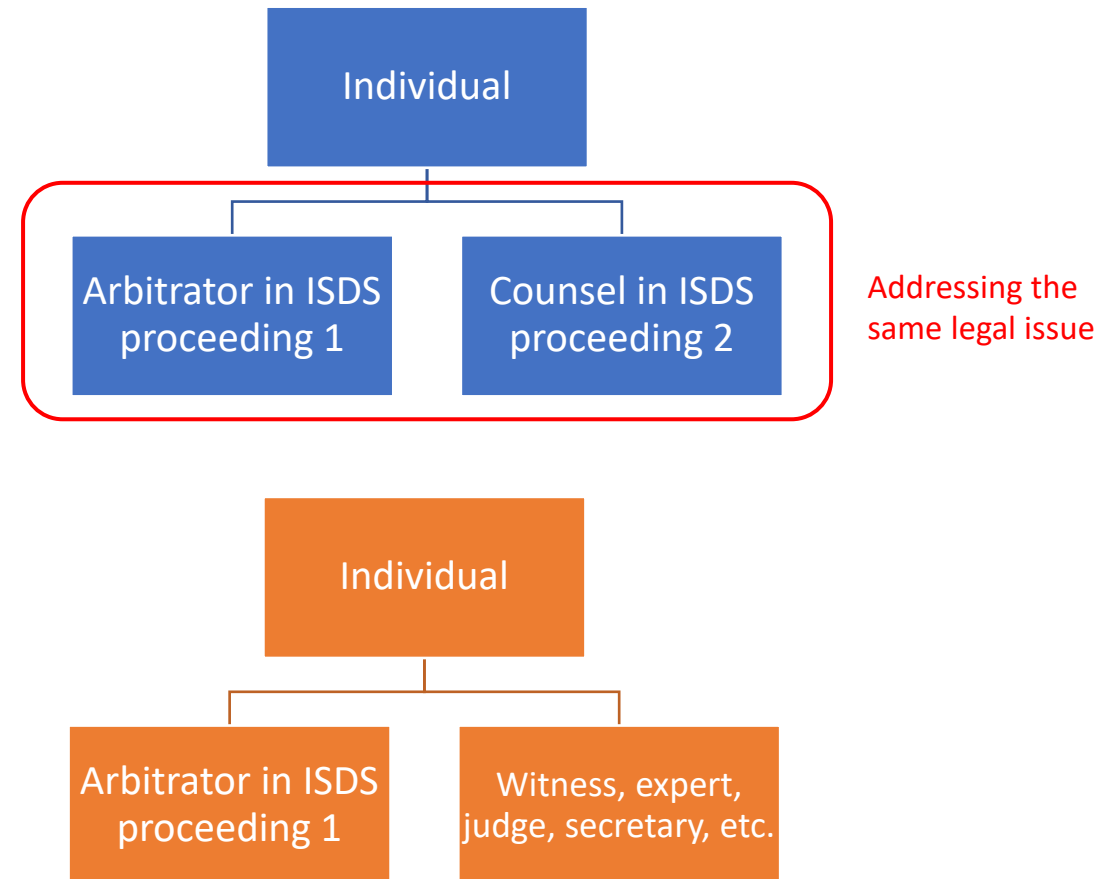 Individual
Arbitrator in ISDS
proceeding 1
Counsel in ISDS
proceeding 2
Addressing the
same legal issue
Individual
Arbitrator in ISDS
proceeding 1
Witness, expert,
judge, secretary, etc.